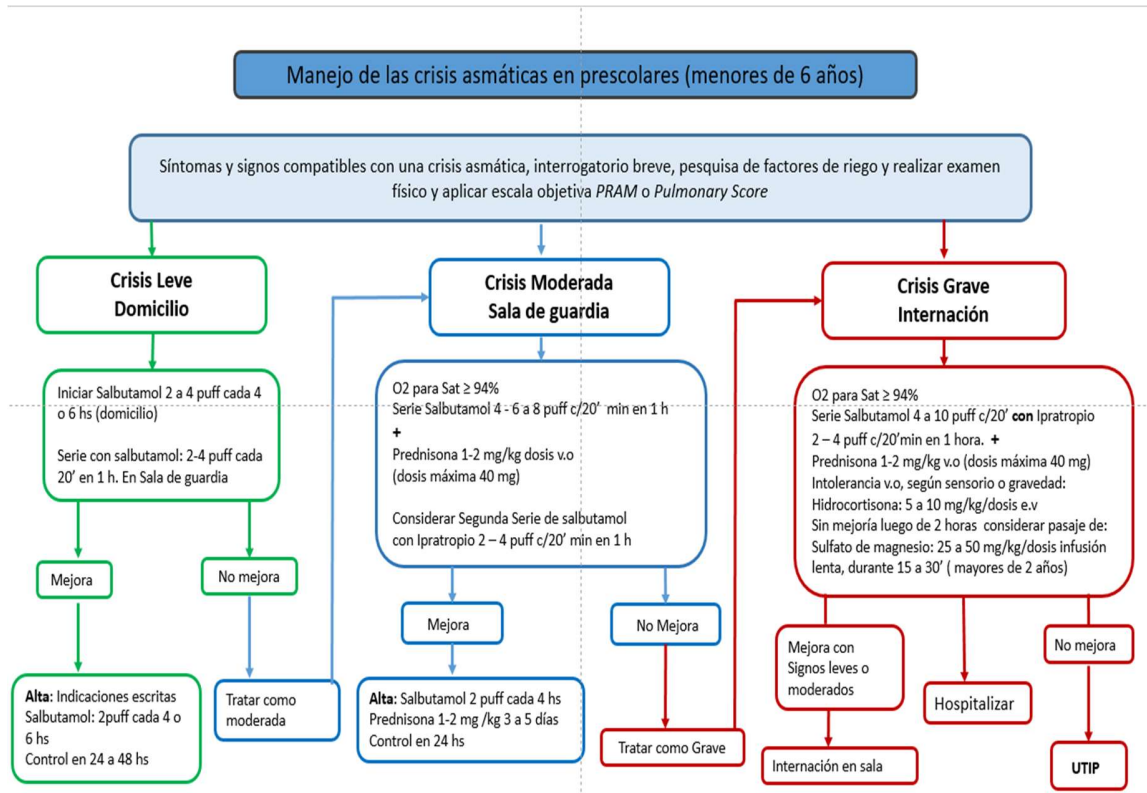 Manejo de las crisis asmáticas en prescolares (menores de 6 años)
Síntomas y signos compatibles con una crisis asmática, interrogatorio breve, pesquisa de factores de riego y realizar examen
físico y aplicar escala objetiva PRAM o Pulmonary Score
Crisis Leve
Domicilio
Iniciar Salbutamol 2 a 4 puff cada 4
o 6 hs (domicilio)
Serie con salbutamol: 2-4 puff cada
20’ en 1 h. En Sala de guardia
Mejora
No mejora
Alta: Indicaciones escritas
Salbutamol: 2puff cada 4 o
6 hs
Control en 24 a 48 hs
Tratar como
moderada
Crisis Moderada
Sala de guardia
O2 para Sat ≥ 94%
Serie Salbutamol 4 - 6 a 8 puff c/20’ min en 1 h
+
Prednisona 1-2 mg/kg dosis v.o
(dosis máxima 40 mg)
Considerar Segunda Serie de salbutamol
con Ipratropio 2 – 4 puff c/20’ min en 1 h
Mejora
No Mejora
Alta: Salbutamol 2 puff cada 4 hs
Prednisona 1-2 mg /kg 3 a 5 días
Control en 24 hs
Tratar como Grave
Crisis Grave
Internación
O2 para Sat ≥ 94%
Serie Salbutamol 4 a 10 puff c/20’ con Ipratropio
2 – 4 puff c/20’min en 1 hora. +
Prednisona 1-2 mg/kg v.o (dosis máxima 40 mg)
Intolerancia v.o, según sensorio o gravedad:
Hidrocortisona: 5 a 10 mg/kg/dosis e.v
Sin mejoría luego de 2 horas considerar pasaje de:
Sulfato de magnesio: 25 a 50 mg/kg/dosis infusión
lenta, durante 15 a 30’ ( mayores de 2 años)
Mejora con
Signos leves o
moderados
Hospitalizar
No mejora
Internación en sala
UTIP